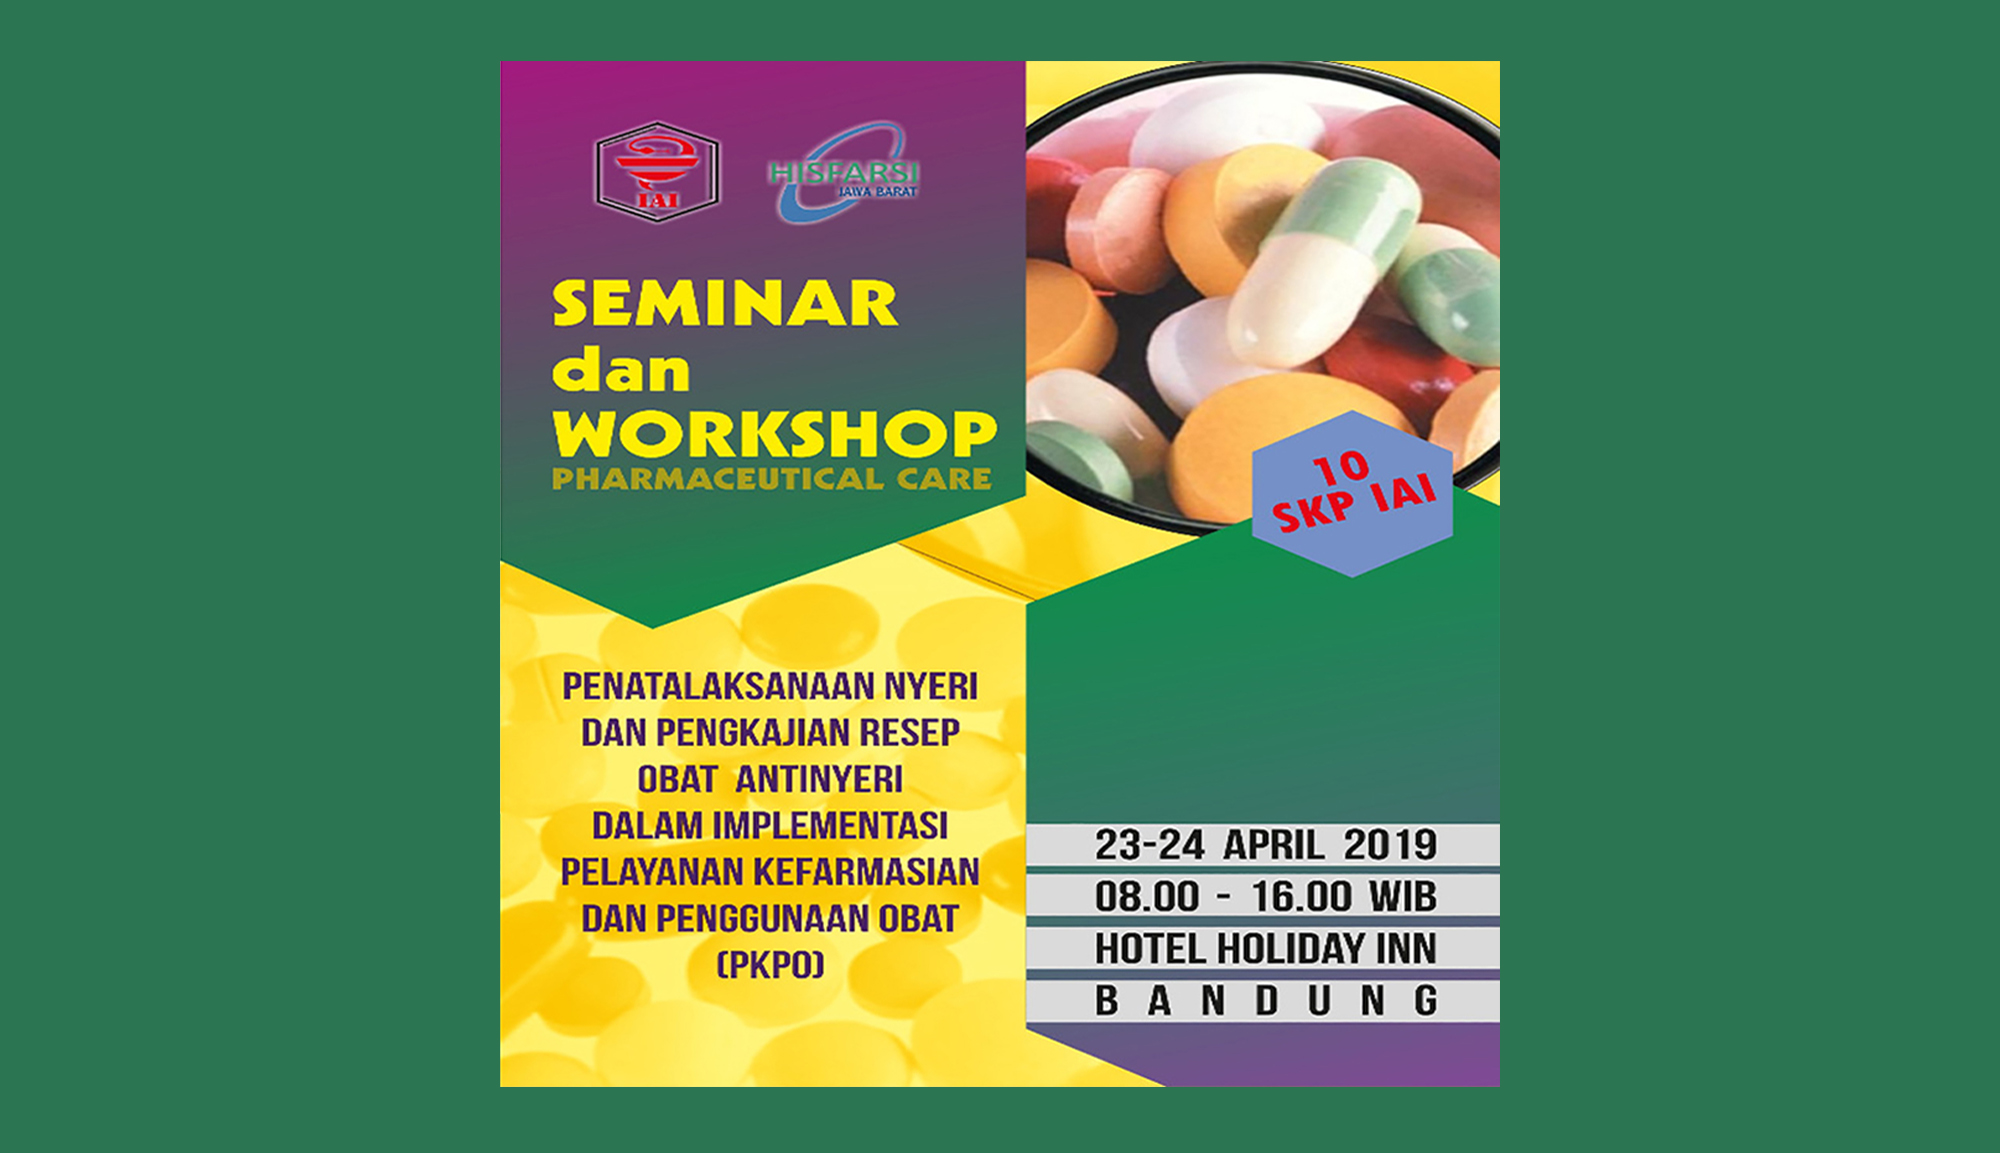 IAI
HISFARSI
JAWA BARAT
SEMINAR
dan
WORKSHOP
PHARMACEUTICAL CARE
10
SKP IAI
PENATALAKSANAAN NYERI
DAN PENGKAJIAN RESEP
OBAT ANTINYERI
DALAM IMPLEMENTASI
PELAYANAN KEFARMASIAN
DAN PENGGUNAAN OBAT
(PKPO)
23-24 APRIL 2019
08.00 - 16.00 WIB
HOTEL HOLIDAY INN
BANDUNG